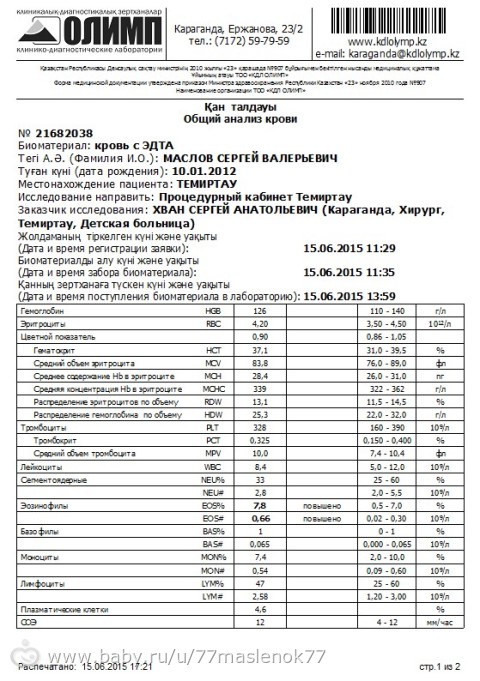 клиникалық-диагностикалық зертханалар
ОЛИМП
клинико-диагностические лаборатории
Караганда, Ержанова, 23/2
тел.: (7172) 59-79-59
www.kdlolymp.kz
e-mail: karaganda@kdlolymp.kz
Қазақстан Республикасы Денсаулық сақтау министрінің 2010 жылғы «23» қарашада №907 бұйрығымен бекітілген нысанды медициналық құжаттама
Ұйымның атауы ТОО «КДЛ ОЛИМП»
Форма медицинской документации утверждена приказом Министра здравоохранения Республики Казахстан «23» ноября 2010 года №907
Наименование организации ТОО «КДЛ ОЛИМП»
Қан талдауы
Общий анализ крови
№ 21682038
Биоматериал: кровь с ЭДТА
Тегі А.Ә. (Фамилия И.О.): МАСЛОВ СЕРГЕЙ ВАЛЕРЬЕВИЧ
Туған күні (дата рождения): 10.01.2012
Местонахождение пациента: ТЕМИРТАУ
Исследование направить: Процедурный кабинет Темиртау
Заказчик исследования: ХВАН СЕРГЕЙ АНАТОЛЬЕВИЧ (Караганда, Хирург,
Темиртау, Детская больница)
Жолдаманың тіркелген күні және уақыты
(Дата и время регистрации заявки): 15.06.2015 11:29
Биоматериалды алу күні және уақыты
(Дата и время забора биоматериала): 15.06.2015 11:35
Қанның зертханаға түскен күні және уақыты
(Дата и время поступления биоматериала в лабораторию): 15.06.2015 13:59
Гемоглобин HGB 126 110 - 140 г/л
Эритроциты RBC 4,20 3,50 - 4,50 10¹²/л
Цветной показатель 0,90 0,86 - 1,05
Гематокрит HCT 37,1 31,0 - 39,5 %
Средний объем эритроцита MCV 83,8 76,0 - 89,0 фл
Среднее содержание Hb в эритроците MCH 28,4 26,0 - 31,0 пг
Средняя концентрация Hb в эритроците MCHC 339 322 - 362 г/л
Распределение эритроцитов по объему RDW 13,1 11,5 - 14,5 %
Распределение гемоглобина по объему HDW 25,3 22,0 - 32,0 г/л
Тромбоциты PLT 328 160 - 390 10⁹/л
Тромбокрит PCT 0,325 0,150 - 0,400 %
Средний объем тромбоцита MPV 10,0 7,4 - 10,4 фл
Лейкоциты WBC 8,4 5,0 - 12,0 10⁹/л
Сегментоядерные NEU% 33 25 - 60 %
NEU# 2,8 2,0 - 5,5 10⁹/л
Эозинофилы EOS% 7,8 повышено 0,5 - 7,0 %
EOS# 0,66 повышено 0,02 - 0,30 10⁹/л
Базофилы BAS% 1 0 - 1 %
BAS# 0,065 0,000 - 0,065 10⁹/л
Моноциты MON% 7,4 2,0 - 10,0 %
MON# 0,54 0,09 - 0,60 10⁹/л
Лимфоциты LYM% 47 25 - 60 %
LYM# 2,58 1,20 - 3,00 10⁹/л
Плазматические клетки 4,6 %
СОЭ 12 4 - 12 мм/час
www.baby.ru/u/77maslenok77
Распечатано: 15.06.2015 17:21 стр.1 из 2